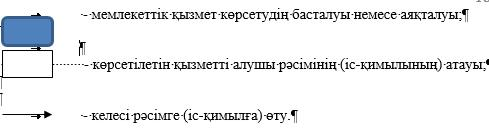 - мемлекеттік қызмет көрсетудің басталуы немесе аяқталуы;¶
¶
- көрсетілетін қызметті алушы рәсімінің (іс-қимылының) атауы;¶
¶
- келесі рәсімге (іс-қимылға) өту.¶